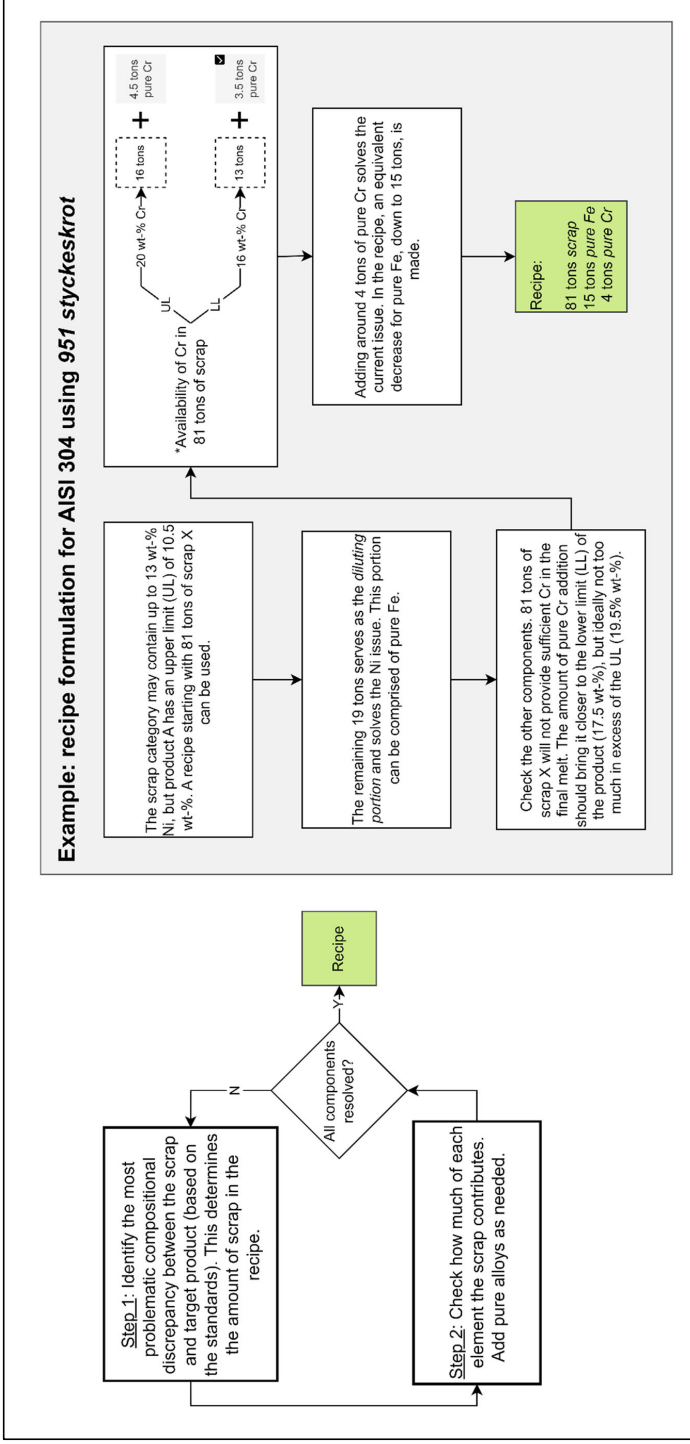 Step 1: Identify the most
problematic compositional
discrepancy between the scrap
and target product (based on
the standards). This determines
the amount of scrap in the
recipe.
N
All components
resolved?
Y
Recipe
Step 2: Check how much of each
element the scrap contributes.
Add pure alloys as needed.
Example: recipe formulation for AISI 304 using 951 styckeskrot
The scrap category may contain up to 13 wt-%
Ni, but product A has an upper limit (UL) of 10.5
wt-%. A recipe starting with 81 tons of scrap X
can be used.
The remaining 19 tons serves as the diluting
portion and solves the Ni issue. This portion
can be comprised of pure Fe.
Check the other components. 81 tons of
scrap X will not provide sufficient Cr in the
final melt. The amount of pure Cr addition
should bring it closer to the lower limit (LL) of
the product (17.5 wt-%), but ideally not too
much in excess of the UL (19.5% wt-%).
*Availability of Cr in
81 tons of scrap
UL
20 wt-% Cr
16 tons
+
4.5 tons
pure Cr
LL
16 wt-% Cr
13 tons
+
3.5 tons
pure Cr
Adding around 4 tons of pure Cr solves the
current issue. In the recipe, an equivalent
decrease for pure Fe, down to 15 tons, is
made.
Recipe:
81 tons scrap
15 tons pure Fe
4 tons pure Cr